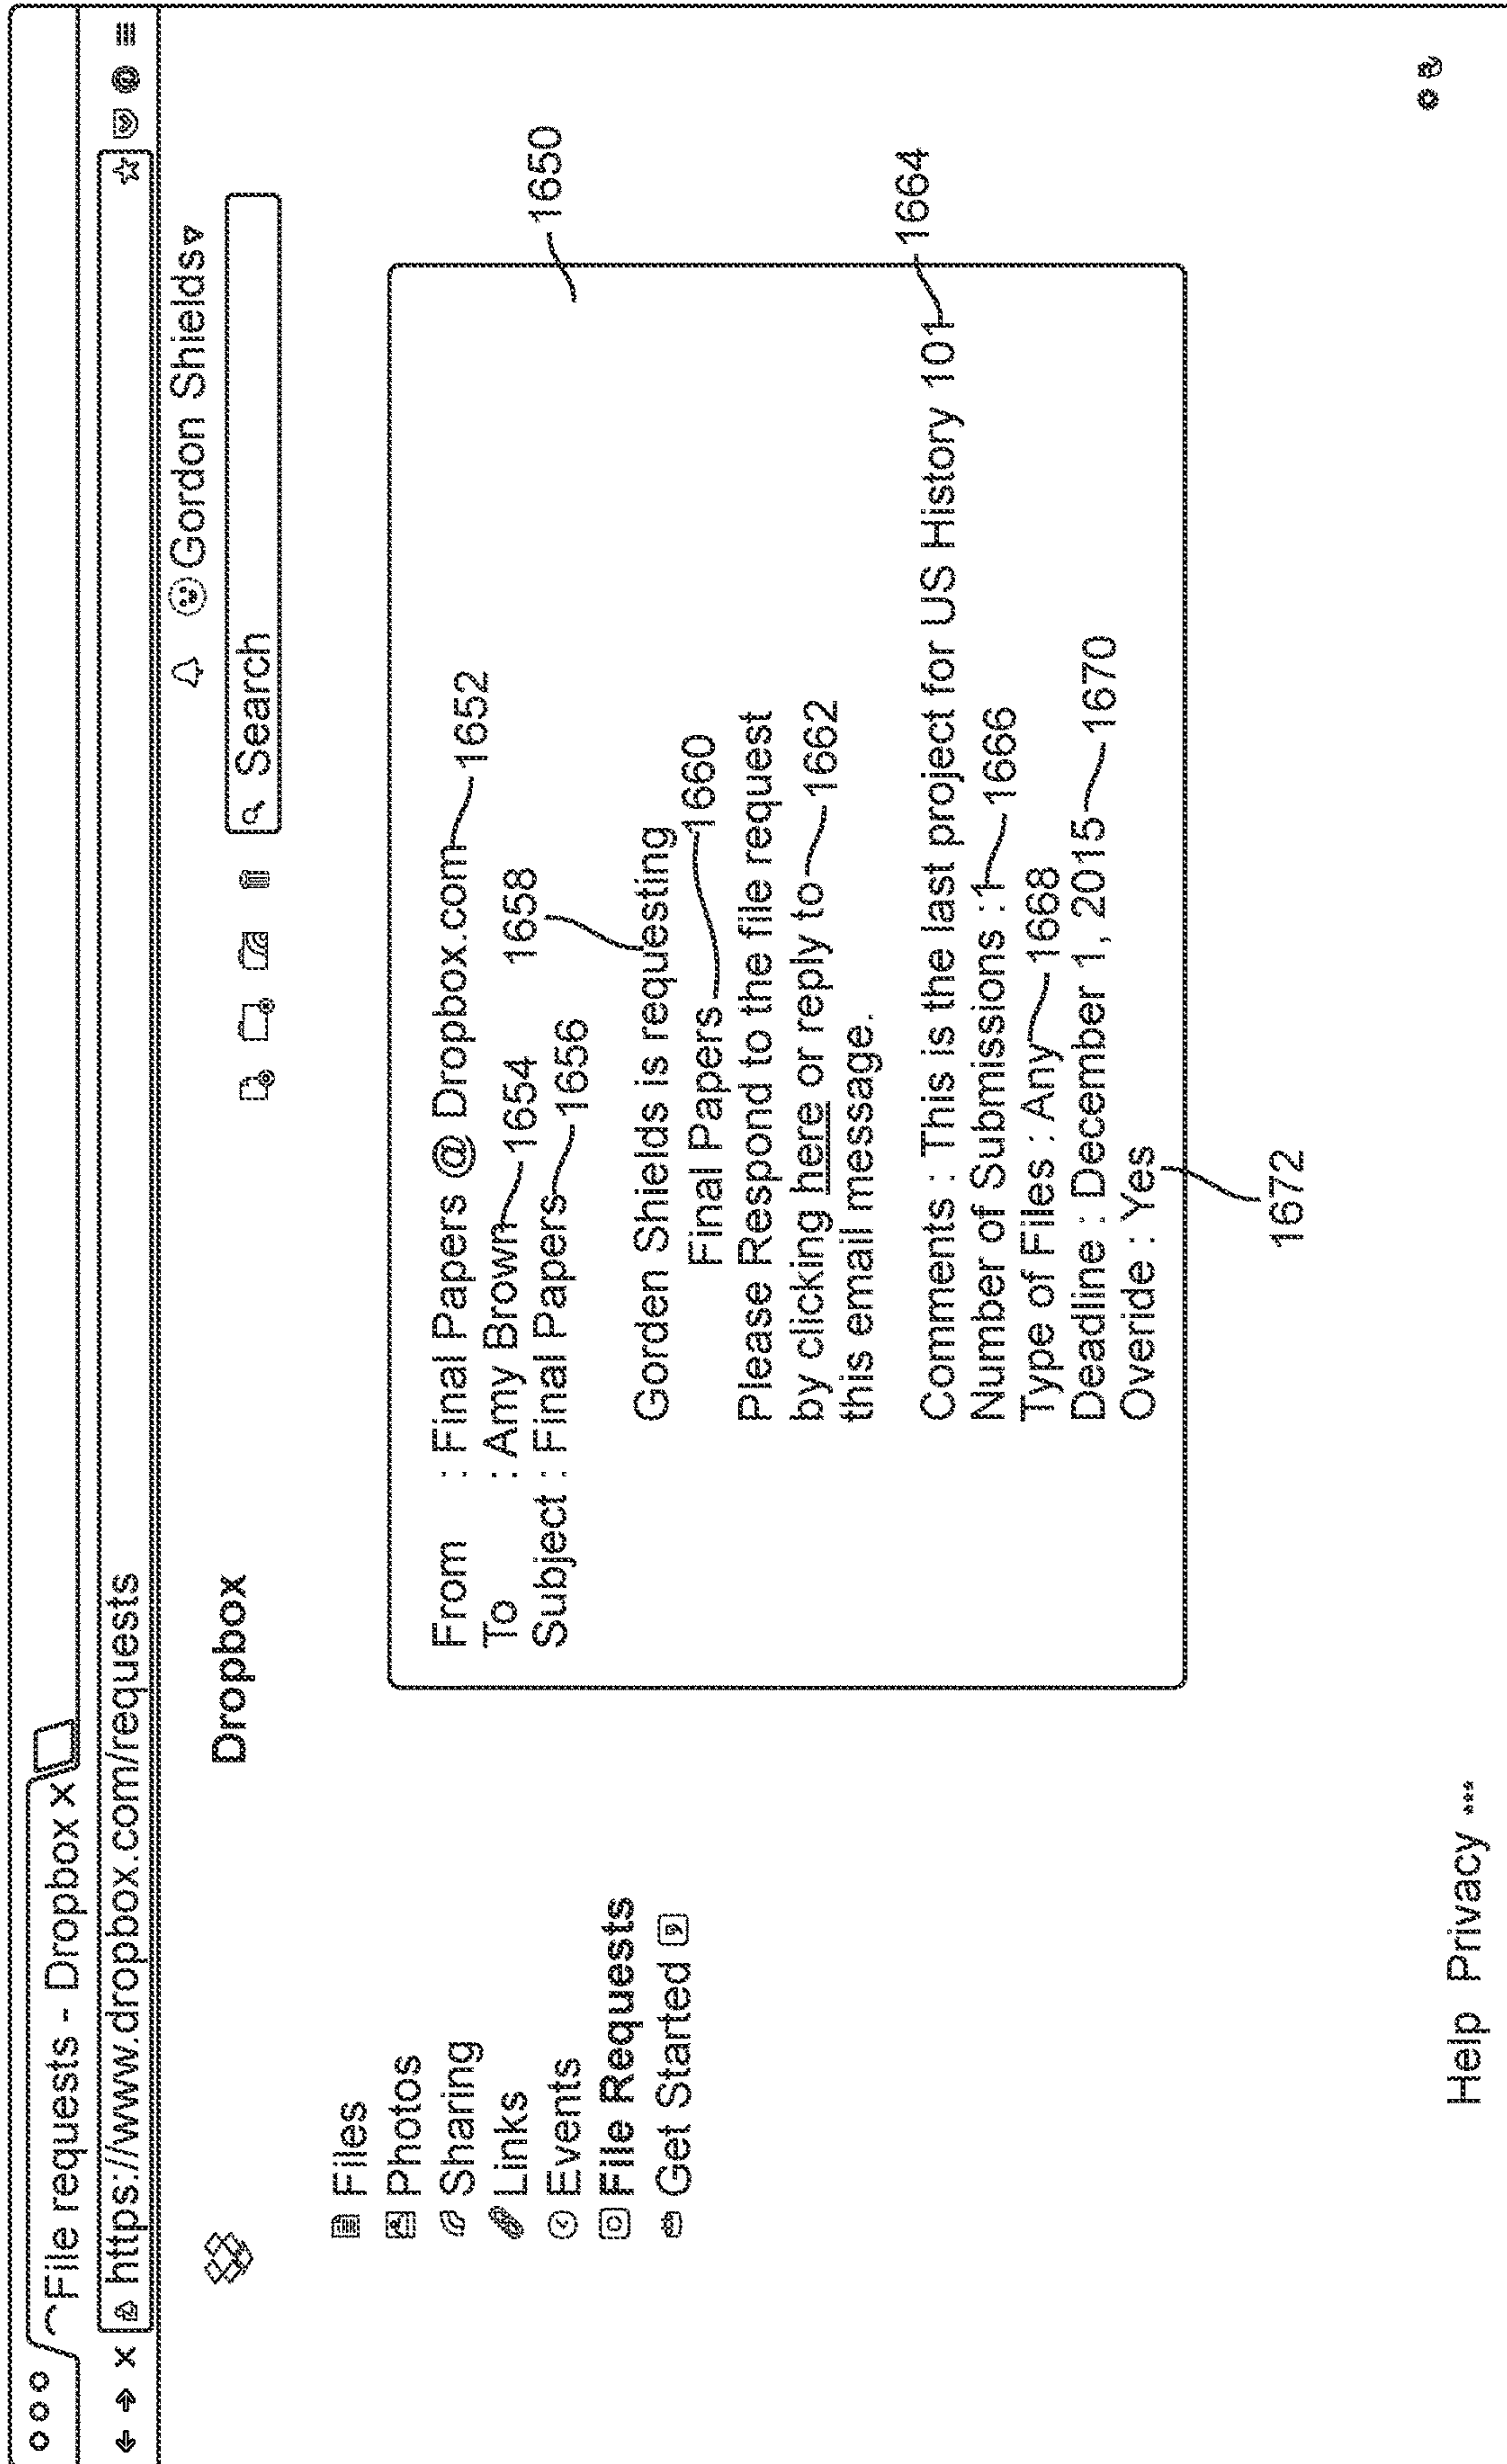 File requests - Dropbox x
https://www.dropbox.com/requests
Gordon Shields
Dropbox
Search
Files
Photos
Sharing
Links
Events
File Requests
Get Started
From : Final Papers @ Dropbox.com 1652
To : Amy Brown 1654
Subject : Final Papers 1656
1658
1650
Gorden Shields is requesting
Final Papers 1660
Please Respond to the file request
by clicking here or reply to 1662
this email message.
Comments : This is the last project for US History 101 1664
Number of Submissions : 1 1666
Type of Files : Any 1668
Deadline : December 1, 2015 1670
Overide : Yes
1672
Help Privacy